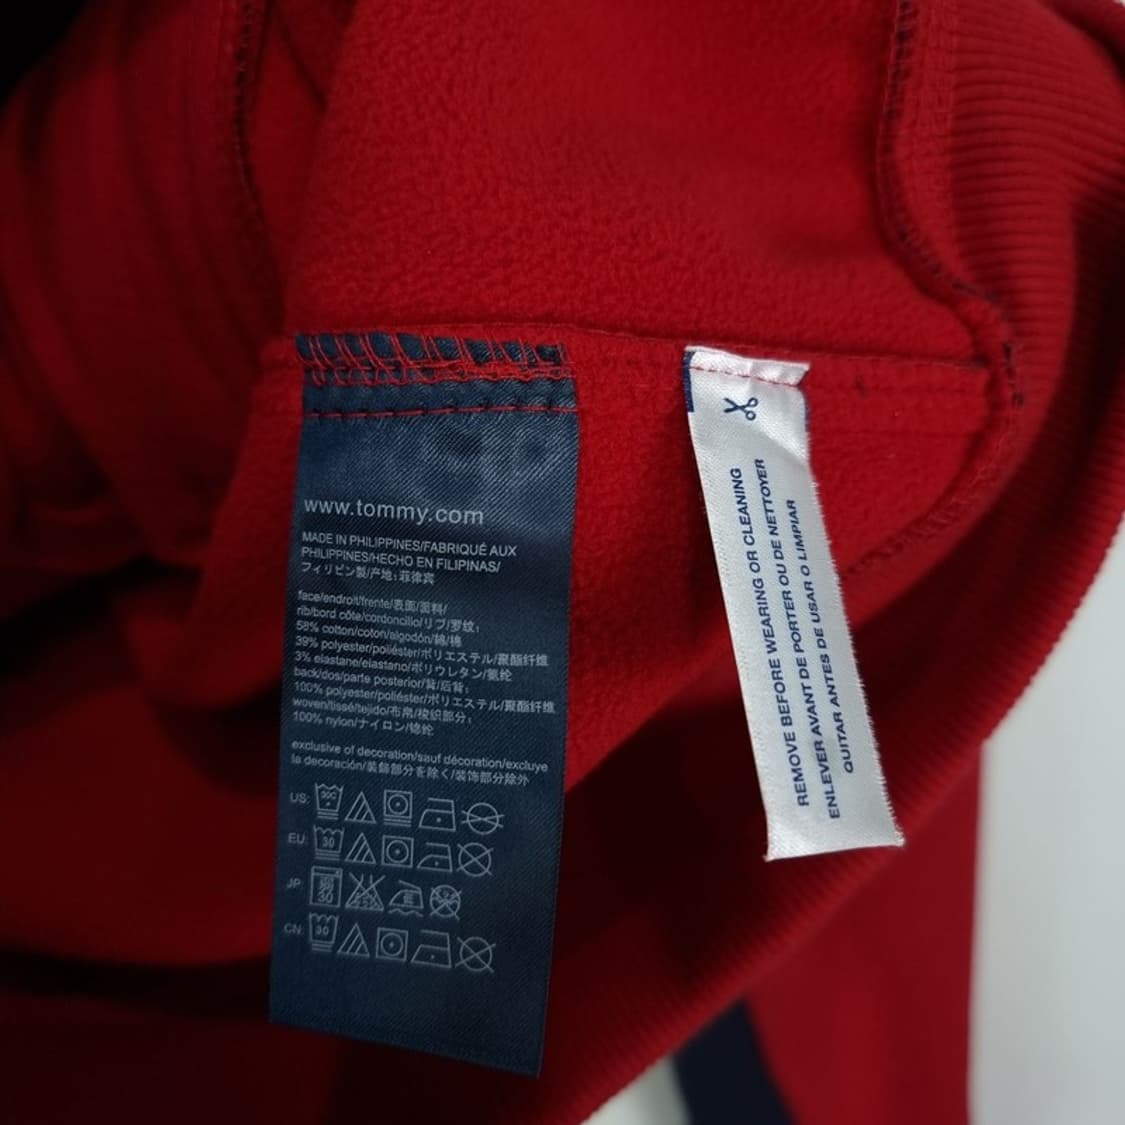 www.tommy.com
MADE IN PHILIPPINES/FABRIQUÉ AUX
PHILIPPINES/HECHO EN FILIPINAS/
フィリピン製/产地: 菲律宾
face/endroit/frente/表面/面料/
rib/bord côte/cordoncillo/リブ/罗纹:
58% cotton/coton/algodón/綿/棉
39% polyester/poliéster/ポリエステル/聚酯纤维
3% elastane/elastano/ポリウレタン/氨纶
back/dos/parte posterior/背/后背:
100% polyester/poliéster/ポリエステル/聚酯纤维
woven/tissé/tejido/布帛/梭织部分:
100% nylon/ナイロン/锦纶
exclusive of decoration/sauf décoration/excluye
la decoración/装飾部分を除く/装饰部分除外
US: 30C
EU: 30
JP: 30
CN: 30
REMOVE BEFORE WEARING OR CLEANING
ENLEVER AVANT DE PORTER OU DE NETTOYER
QUITAR ANTES DE USAR O LIMPIAR